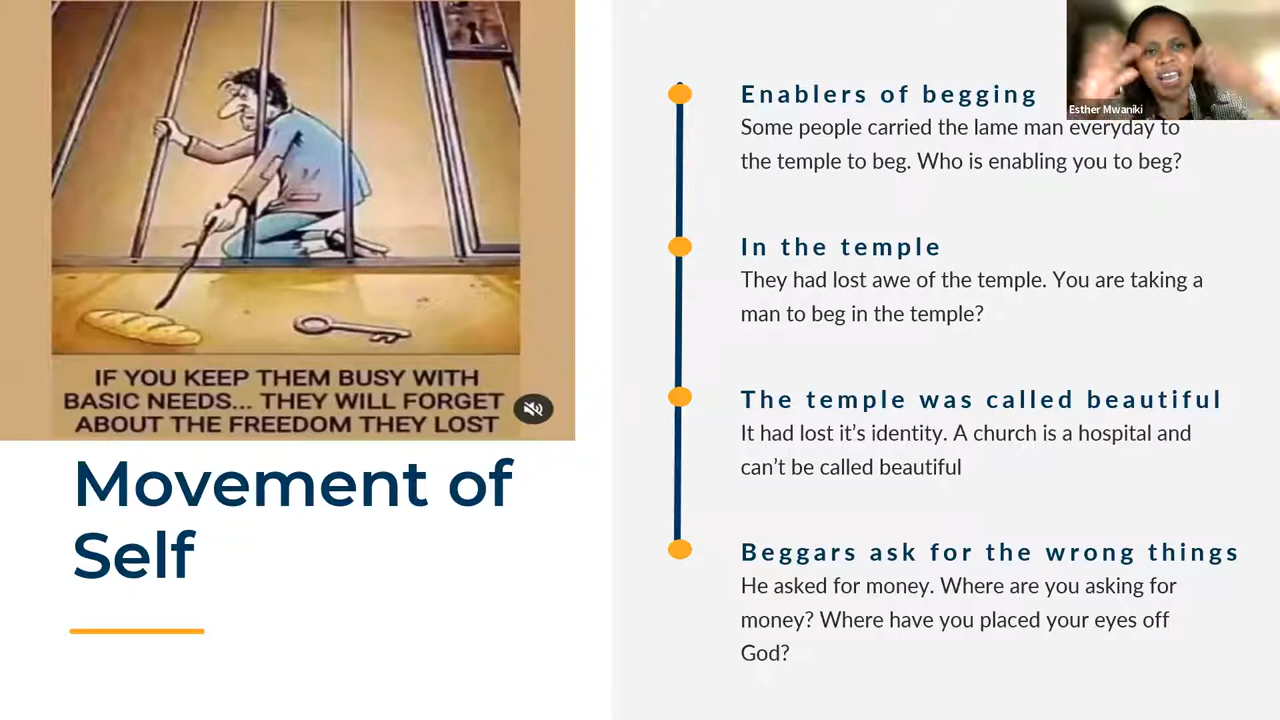 IF YOU KEEP THEM BUSY WITH
BASIC NEEDS... THEY WILL FORGET
ABOUT THE FREEDOM THEY LOST
Movement of
Self
Enablers of begging
Some people carried the lame man everyday to
the temple to beg. Who is enabling you to beg?
In the temple
They had lost awe of the temple. You are taking a
man to beg in the temple?
The temple was called beautiful
It had lost it’s identity. A church is a hospital and
can’t be called beautiful
Beggars ask for the wrong things
He asked for money. Where are you asking for
money? Where have you placed your eyes off
God?
Esther Mwaniki